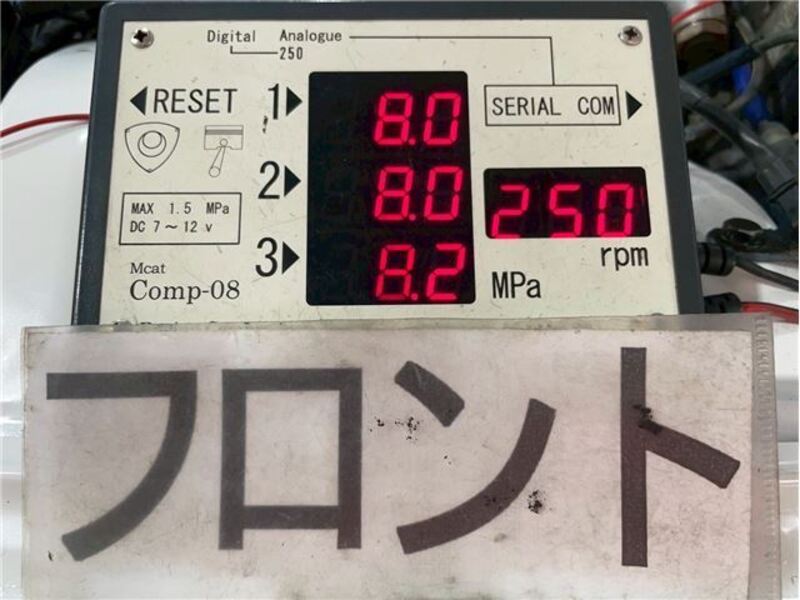 Digital Analogue
250
RESET 1 8.0 SERIAL COM
2 8.0 250
MAX 1.5 MPa
DC 7～12 v
rpm
3 8.2 MPa
Mcat
Comp-08
フロント